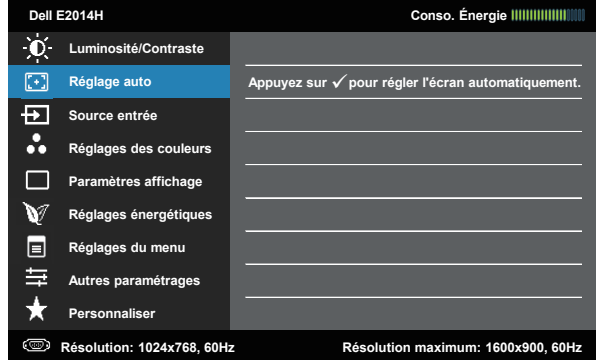 Dell E2014H Conso. Énergie
Luminosité/Contraste
Réglage auto
Appuyez sur ✓ pour régler l'écran automatiquement.
Source entrée
Réglages des couleurs
Paramètres affichage
Réglages énergétiques
Réglages du menu
Autres paramétrages
Personnaliser
Résolution: 1024x768, 60Hz Résolution maximum: 1600x900, 60Hz